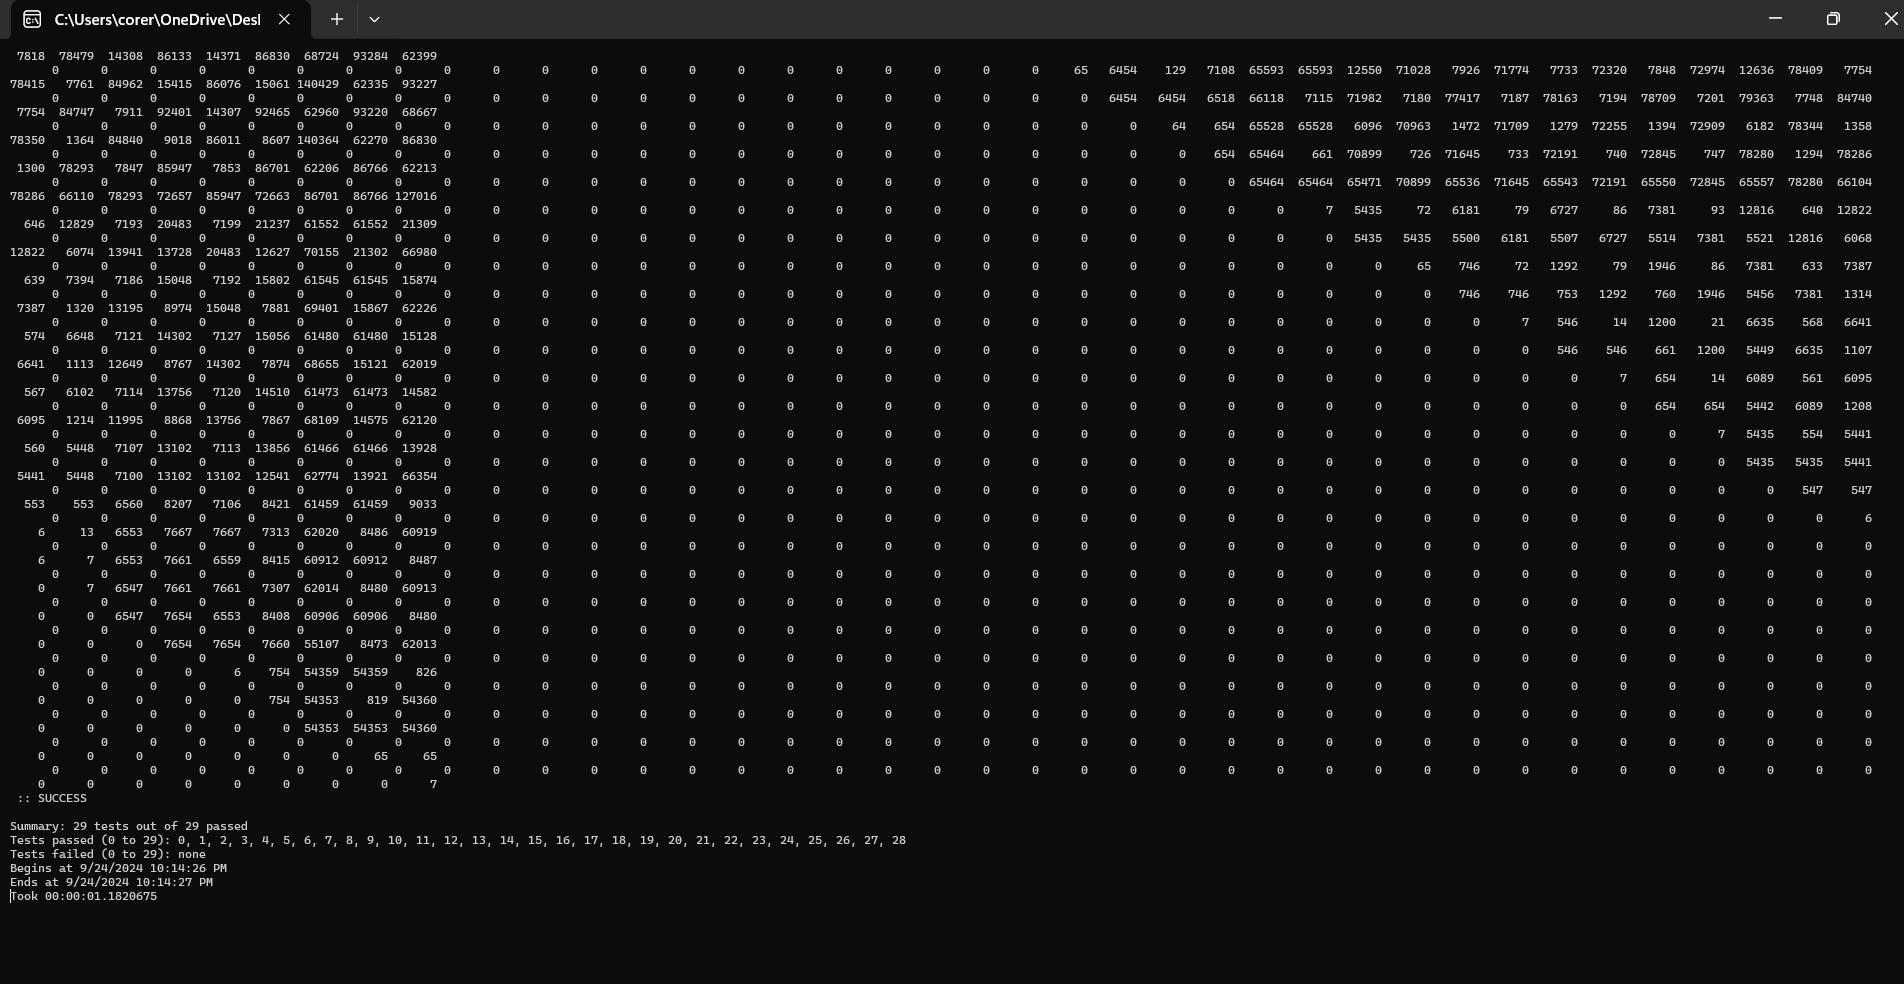 7818 78479 14308 86133 14371 86830 68724 93284 62399
0 0 0 0 0 0 0 0 0 0 0 0 0 0 0 0 0 0 0 0 0 65 6454 129 7108 65593 65593 12550 71028 7926 71774 7733 72320 7848 72974 12636 78409 7754
78415 7761 84962 15415 86076 15061 140429 62335 93227
0 0 0 0 0 0 0 0 0 0 0 0 0 0 0 0 0 0 0 0 0 0 6454 6454 6518 66118 7115 71982 7180 77417 7187 78163 7194 78709 7201 79363 7748 84740
7754 84747 7911 92401 14307 92465 62960 93220 68667
0 0 0 0 0 0 0 0 0 0 0 0 0 0 0 0 0 0 0 0 0 0 0 64 654 65528 65528 6096 70963 1472 71709 1279 72255 1394 72909 6182 78344 1358
78350 1364 84840 9018 86011 8607 140364 62270 86830
0 0 0 0 0 0 0 0 0 0 0 0 0 0 0 0 0 0 0 0 0 0 0 0 654 65464 661 70899 726 71645 733 72191 740 72845 747 78280 1294 78286
1300 78293 7847 85947 7853 86701 62206 86766 62213
0 0 0 0 0 0 0 0 0 0 0 0 0 0 0 0 0 0 0 0 0 0 0 0 0 65464 65464 65471 70899 65536 71645 65543 72191 65550 72845 65557 78280 66104
78286 66110 78293 72657 85947 72663 86701 86766 127016
0 0 0 0 0 0 0 0 0 0 0 0 0 0 0 0 0 0 0 0 0 0 0 0 0 0 7 5435 72 6181 79 6727 86 7381 93 12816 640 12822
646 12829 7193 20483 7199 21237 61552 61552 21309
0 0 0 0 0 0 0 0 0 0 0 0 0 0 0 0 0 0 0 0 0 0 0 0 0 0 0 5435 5435 5500 6181 5507 6727 5514 7381 5521 12816 6068
12822 6074 13941 13728 20483 12627 70155 21302 66980
0 0 0 0 0 0 0 0 0 0 0 0 0 0 0 0 0 0 0 0 0 0 0 0 0 0 0 0 65 746 72 1292 79 1946 86 7381 633 7387
639 7394 7186 15048 7192 15802 61545 61545 15874
0 0 0 0 0 0 0 0 0 0 0 0 0 0 0 0 0 0 0 0 0 0 0 0 0 0 0 0 0 746 746 753 1292 760 1946 5456 7381 1314
7387 1320 13195 8974 15048 7881 69401 15867 62226
0 0 0 0 0 0 0 0 0 0 0 0 0 0 0 0 0 0 0 0 0 0 0 0 0 0 0 0 0 0 7 546 14 1200 21 6635 568 6641
574 6648 7121 14302 7127 15056 61480 61480 15128
0 0 0 0 0 0 0 0 0 0 0 0 0 0 0 0 0 0 0 0 0 0 0 0 0 0 0 0 0 0 0 546 546 661 1200 5449 6635 1107
6641 1113 12649 8767 14302 7874 68655 15121 62019
0 0 0 0 0 0 0 0 0 0 0 0 0 0 0 0 0 0 0 0 0 0 0 0 0 0 0 0 0 0 0 0 7 654 14 6089 561 6095
567 6102 7114 13756 7120 14510 61473 61473 14582
0 0 0 0 0 0 0 0 0 0 0 0 0 0 0 0 0 0 0 0 0 0 0 0 0 0 0 0 0 0 0 0 0 654 654 5442 6089 1208
6095 1214 11995 8868 13756 7867 68109 14575 62120
0 0 0 0 0 0 0 0 0 0 0 0 0 0 0 0 0 0 0 0 0 0 0 0 0 0 0 0 0 0 0 0 0 0 7 5435 554 5441
560 5448 7107 13102 7113 13856 61466 61466 13928
0 0 0 0 0 0 0 0 0 0 0 0 0 0 0 0 0 0 0 0 0 0 0 0 0 0 0 0 0 0 0 0 0 0 0 5435 5435 5441
5441 5448 7100 13102 13102 12541 62774 13921 66354
0 0 0 0 0 0 0 0 0 0 0 0 0 0 0 0 0 0 0 0 0 0 0 0 0 0 0 0 0 0 0 0 0 0 0 0 547 547
553 553 6560 8207 7106 8421 61459 61459 9033
0 0 0 0 0 0 0 0 0 0 0 0 0 0 0 0 0 0 0 0 0 0 0 0 0 0 0 0 0 0 0 0 0 0 0 0 0 6
6 13 6553 7667 7667 7313 62020 8486 60919
0 0 0 0 0 0 0 0 0 0 0 0 0 0 0 0 0 0 0 0 0 0 0 0 0 0 0 0 0 0 0 0 0 0 0 0 0 0
6 7 6553 7661 6559 8415 60912 60912 8487
0 0 0 0 0 0 0 0 0 0 0 0 0 0 0 0 0 0 0 0 0 0 0 0 0 0 0 0 0 0 0 0 0 0 0 0 0 0
0 7 6547 7661 7661 7307 62014 8480 60913
0 0 0 0 0 0 0 0 0 0 0 0 0 0 0 0 0 0 0 0 0 0 0 0 0 0 0 0 0 0 0 0 0 0 0 0 0 0
0 0 6547 7654 6553 8408 60906 60906 8480
0 0 0 0 0 0 0 0 0 0 0 0 0 0 0 0 0 0 0 0 0 0 0 0 0 0 0 0 0 0 0 0 0 0 0 0 0 0
0 0 0 7654 7654 7660 55107 8473 62013
0 0 0 0 0 0 0 0 0 0 0 0 0 0 0 0 0 0 0 0 0 0 0 0 0 0 0 0 0 0 0 0 0 0 0 0 0 0
0 0 0 0 6 754 54359 54359 826
0 0 0 0 0 0 0 0 0 0 0 0 0 0 0 0 0 0 0 0 0 0 0 0 0 0 0 0 0 0 0 0 0 0 0 0 0 0
0 0 0 0 0 754 54353 819 54360
0 0 0 0 0 0 0 0 0 0 0 0 0 0 0 0 0 0 0 0 0 0 0 0 0 0 0 0 0 0 0 0 0 0 0 0 0 0
0 0 0 0 0 0 54353 54353 54360
0 0 0 0 0 0 0 0 0 0 0 0 0 0 0 0 0 0 0 0 0 0 0 0 0 0 0 0 0 0 0 0 0 0 0 0 0 0
0 0 0 0 0 0 0 65 65
0 0 0 0 0 0 0 0 0 0 0 0 0 0 0 0 0 0 0 0 0 0 0 0 0 0 0 0 0 0 0 0 0 0 0 0 0 0
0 0 0 0 0 0 0 0 7
:: SUCCESS
Summary: 29 tests out of 29 passed
Tests passed (0 to 29): 0, 1, 2, 3, 4, 5, 6, 7, 8, 9, 10, 11, 12, 13, 14, 15, 16, 17, 18, 19, 20, 21, 22, 23, 24, 25, 26, 27, 28
Tests failed (0 to 29): none
Begins at 9/24/2024 10:14:26 PM
Ends at 9/24/2024 10:14:27 PM
Took 00:00:01.1820675